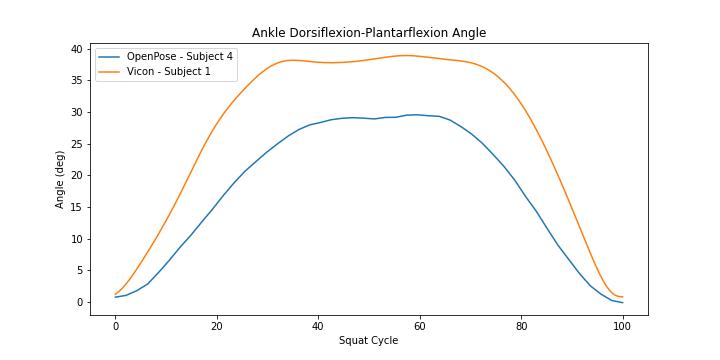 Ankle Dorsiflexion-Plantarflexion Angle
OpenPose - Subject 4
Vicon - Subject 1
Angle (deg)
40
35
30
25
20
15
10
5
0
0 20 40 60 80 100
Squat Cycle